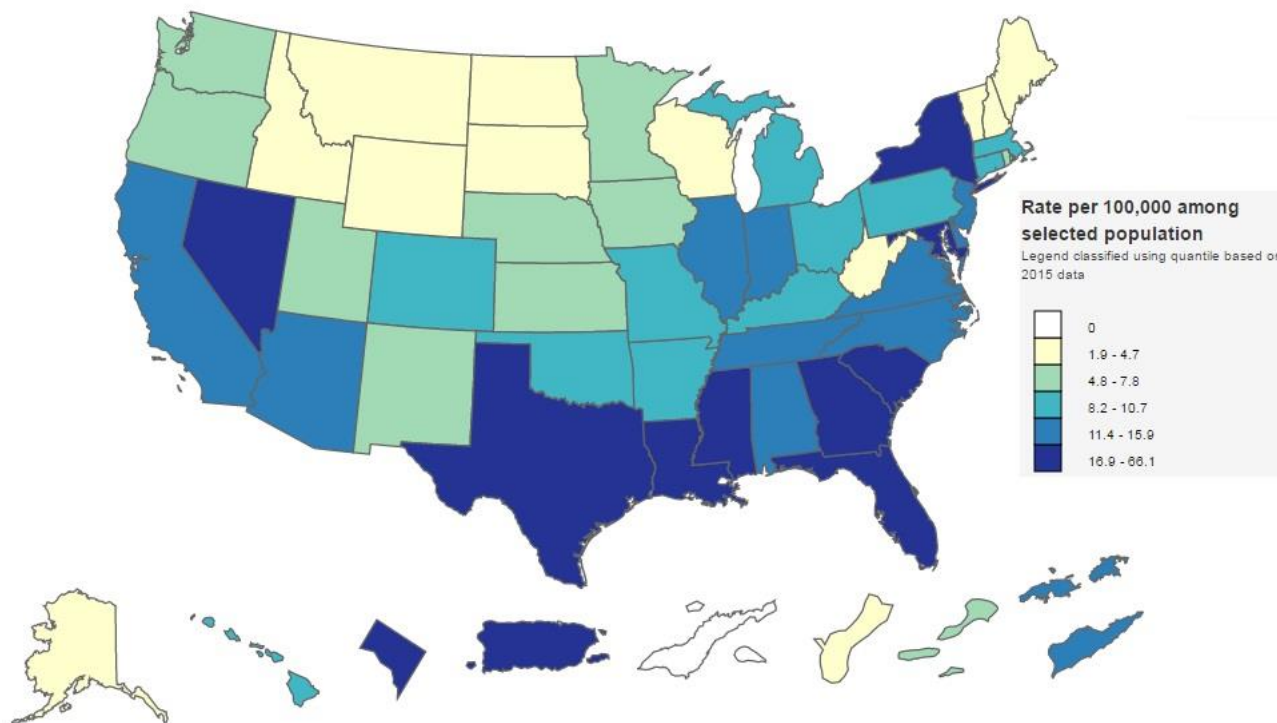 Rate per 100,000 among
selected population
Legend classified using quantile based or
2015 data
0
1.9 - 4.7
4.8 - 7.8
8.2 - 10.7
11.4 - 15.9
16.9 - 66.1